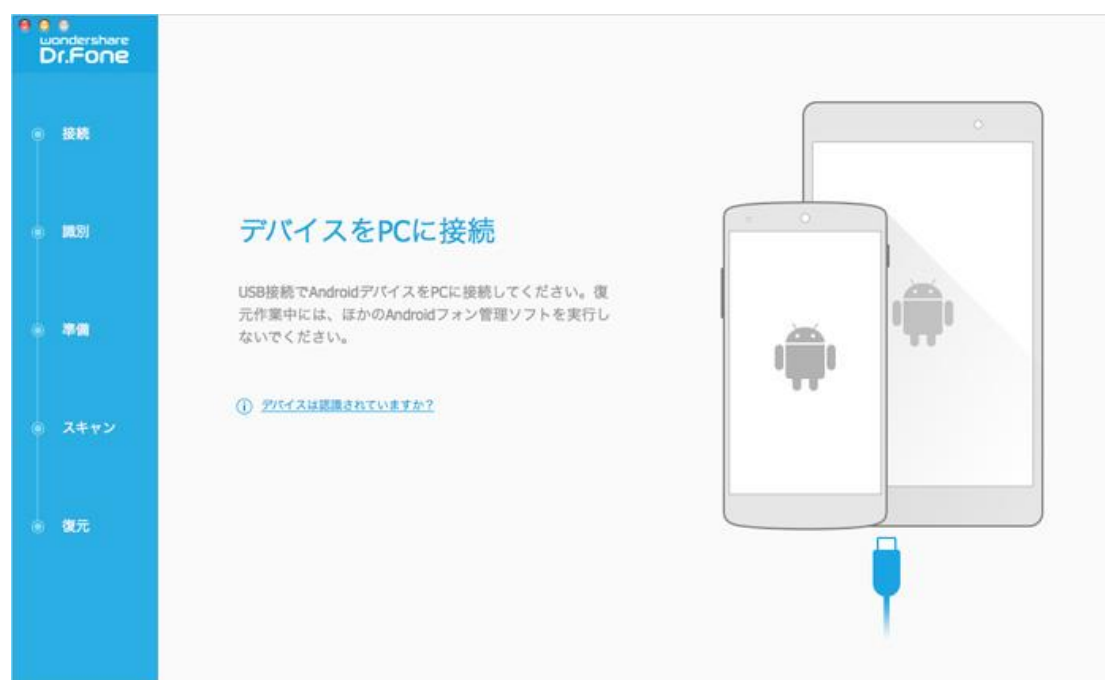 wondershare
Dr.Fone
接続
識別
準備
スキャン
復元
デバイスをPCに接続
USB接続でAndroidデバイスをPCに接続してください。復
元作業中には、ほかのAndroidフォン管理ソフトを実行し
ないでください。
デバイスは認識されていますか?